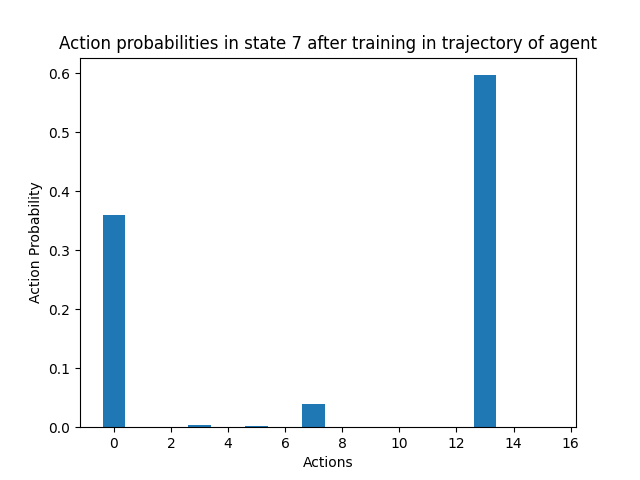 Action probabilities in state 7 after training in trajectory of agent
0.6
0.5
0.4
0.3
0.2
0.1
0.0
Action Probability
0 2 4 6 8 10 12 14 16
Actions